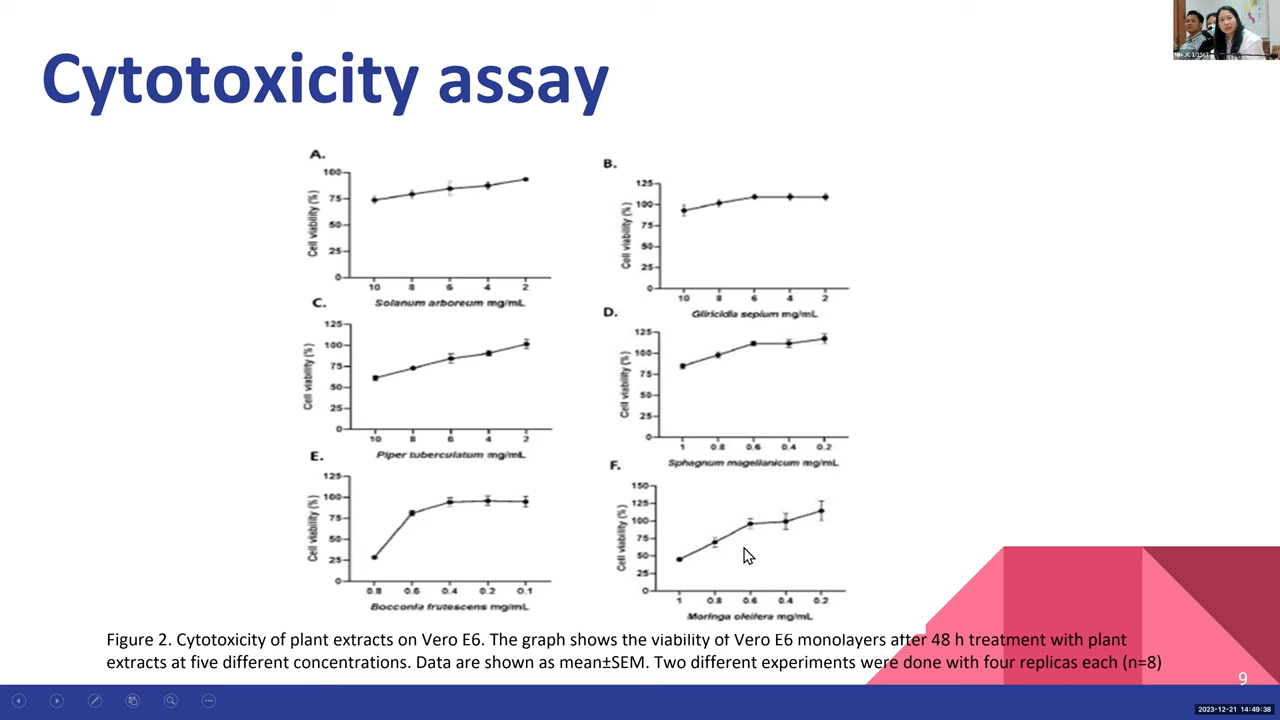 Cytotoxicity assay
NH-JC 1/2567
A.
100
75
50
25
0
Cell viability (%)
10 8 6 4 2
Solanum arboreum mg/mL
B.
125
100
75
50
25
0
Cell viability (%)
10 8 6 4 2
Gliricidia sepium mg/mL
C.
125
100
75
50
25
0
Cell viability (%)
10 8 6 4 2
Piper tuberculatum mg/mL
D.
125
100
75
50
25
0
Cell viability (%)
1 0.8 0.6 0.4 0.2
Sphagnum magellanicum mg/mL
E.
125
100
75
50
25
0
Cell viability (%)
0.8 0.6 0.4 0.2 0.1
Bocconia frutescens mg/mL
F.
150
125
100
75
50
25
0
Cell viability (%)
1 0.8 0.6 0.4 0.2
Moringa oleifera mg/mL
Figure 2. Cytotoxicity of plant extracts on Vero E6. The graph shows the viability of Vero E6 monolayers after 48 h treatment with plant
extracts at five different concentrations. Data are shown as mean±SEM. Two different experiments were done with four replicas each (n=8)
9
2023-12-21 14:49:38